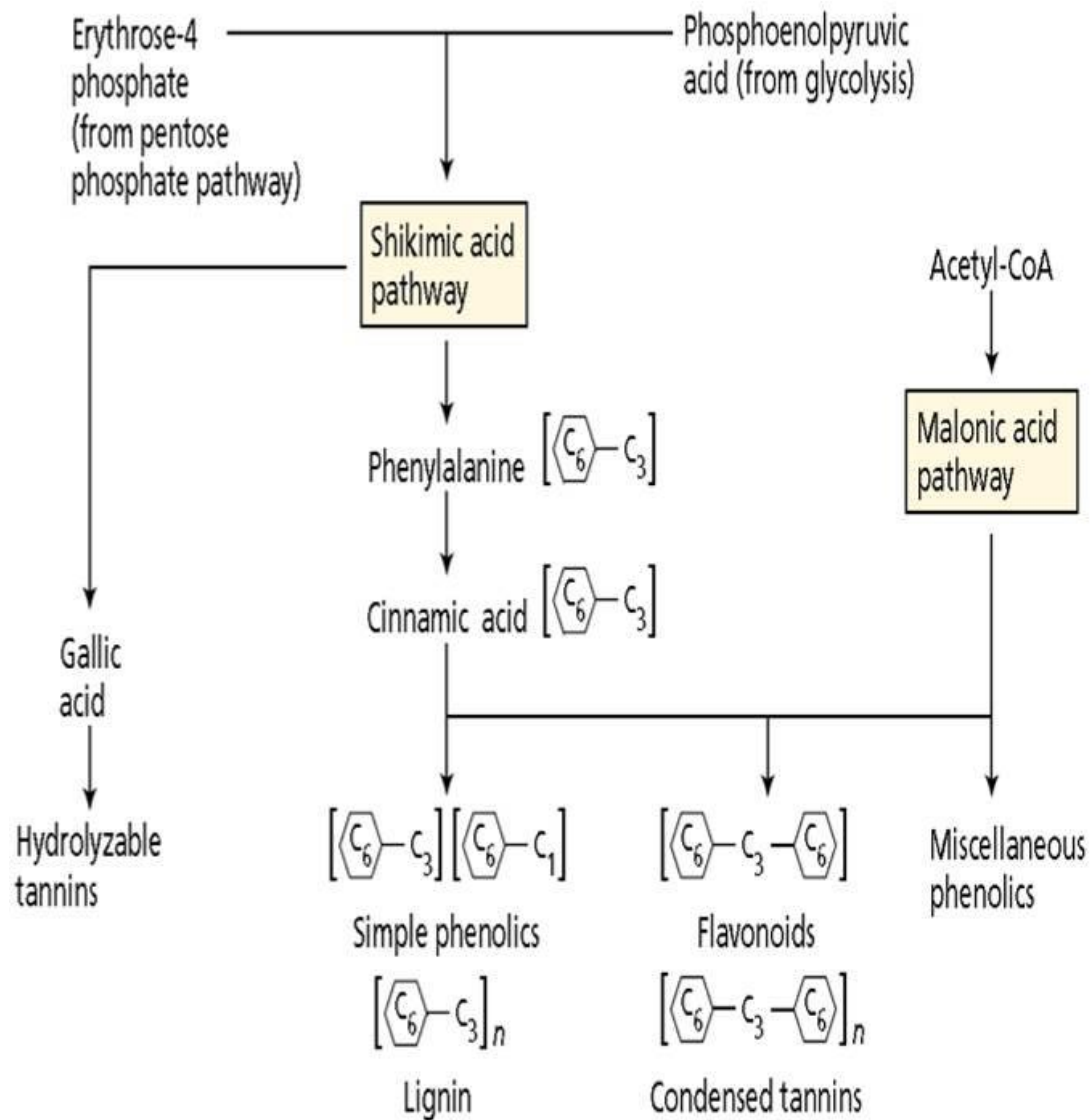 Erythrose-4
phosphate
(from pentose
phosphate pathway)
Phosphoenolpyruvic
acid (from glycolysis)
Shikimic acid
pathway
Acetyl-CoA
Malonic acid
pathway
Phenylalanine [C6—C3]
Cinnamic acid [C6—C3]
Gallic
acid
Hydrolyzable
tannins
[C6—C3] [C6—C1]
Simple phenolics
[C6—C3]n
Lignin
[C6—C3—C6]
Flavonoids
[C6—C3—C6]n
Condensed tannins
Miscellaneous
phenolics